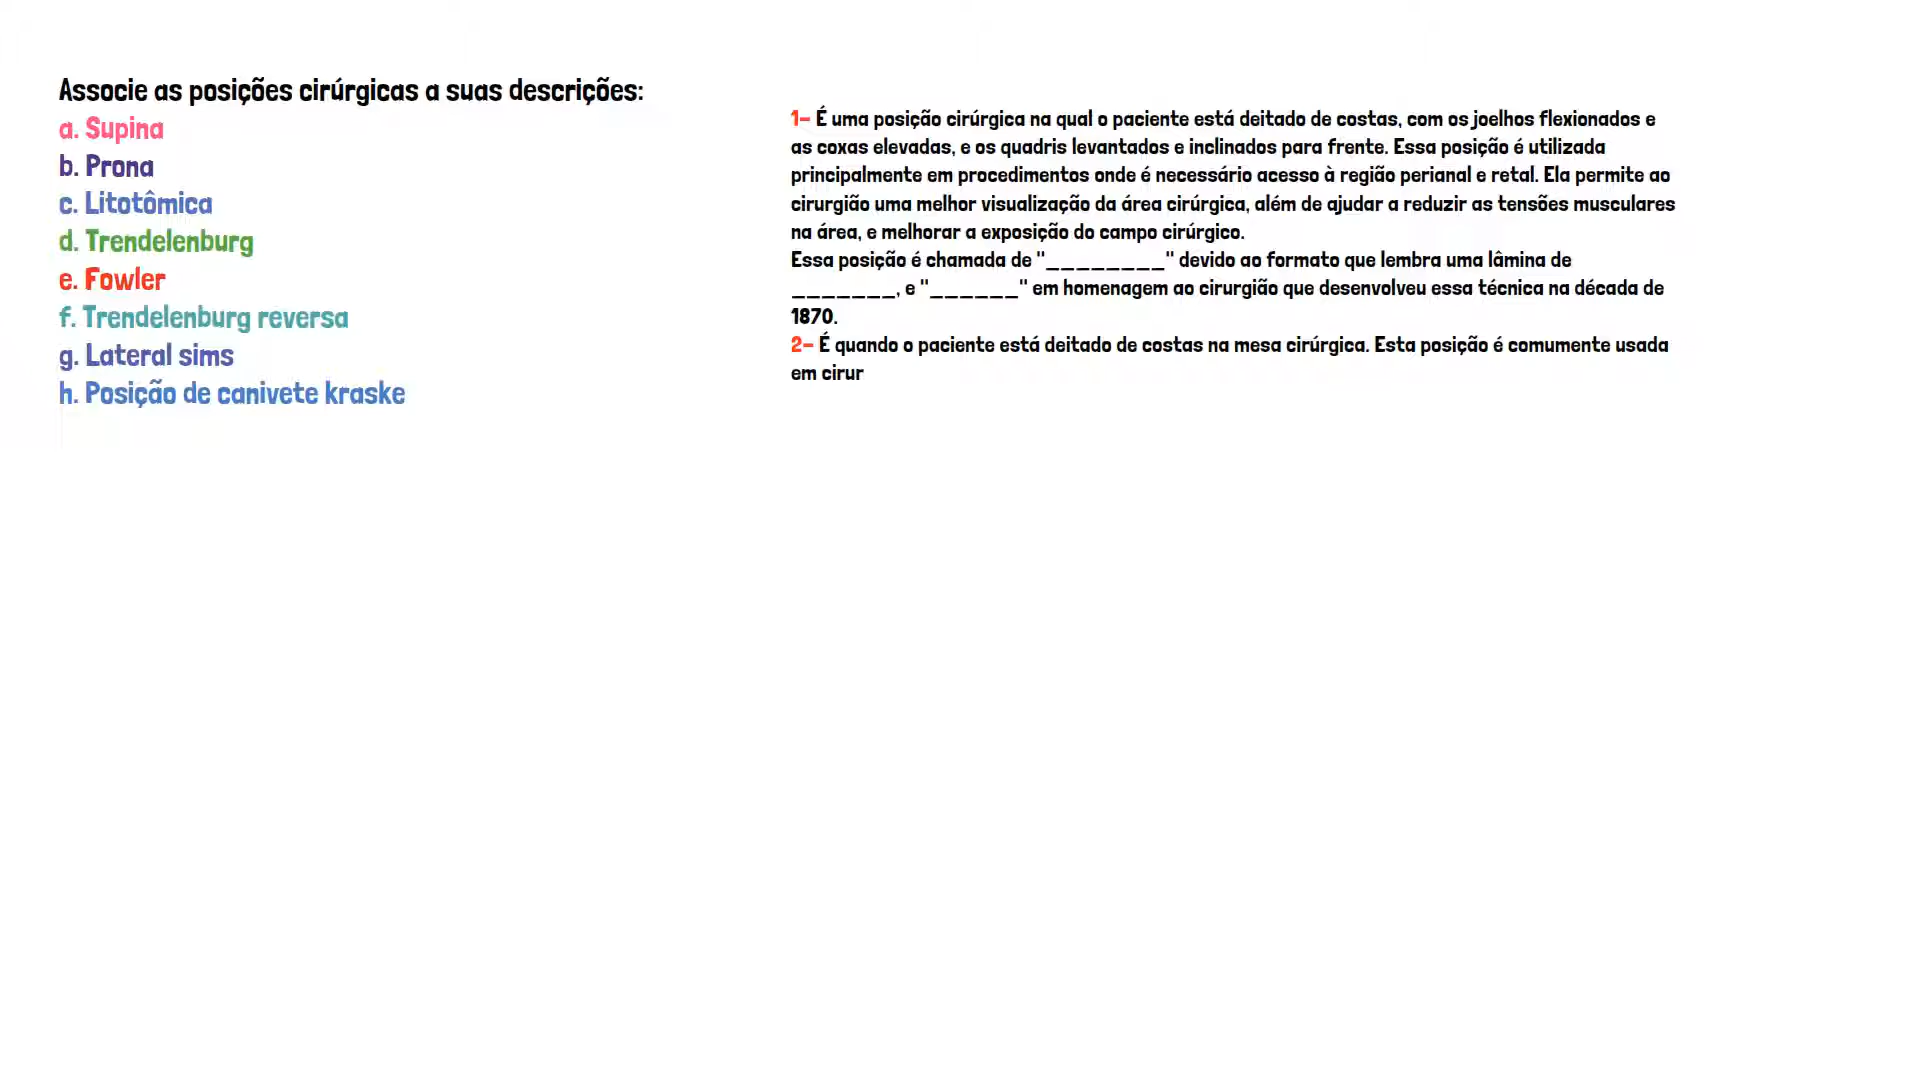 Associe as posições cirúrgicas a suas descrições:
a. Supina
b. Prona
c. Litotômica
d. Trendelenburg
e. Fowler
f. Trendelenburg reversa
g. Lateral sims
h. Posição de canivete kraske
1- É uma posição cirúrgica na qual o paciente está deitado de costas, com os joelhos flexionados e
as coxas elevadas, e os quadris levantados e inclinados para frente. Essa posição é utilizada
principalmente em procedimentos onde é necessário acesso à região perianal e retal. Ela permite ao
cirurgião uma melhor visualização da área cirúrgica, além de ajudar a reduzir as tensões musculares
na área, e melhorar a exposição do campo cirúrgico.
Essa posição é chamada de "________" devido ao formato que lembra uma lâmina de
_______, e "______" em homenagem ao cirurgião que desenvolveu essa técnica na década de
1870.
2- É quando o paciente está deitado de costas na mesa cirúrgica. Esta posição é comumente usada
em cirur